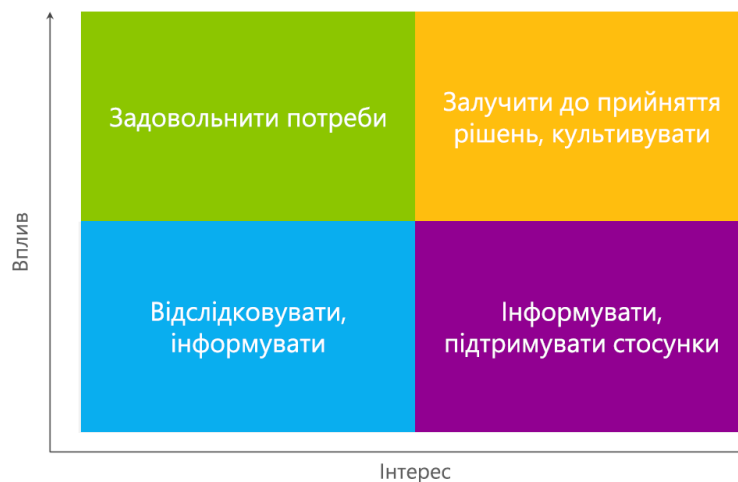 Задовольнити потреби
Залучити до прийняття
рішень, культивувати
Вплив
Відслідковувати,
інформувати
Інформувати,
підтримувати стосунки
Інтерес